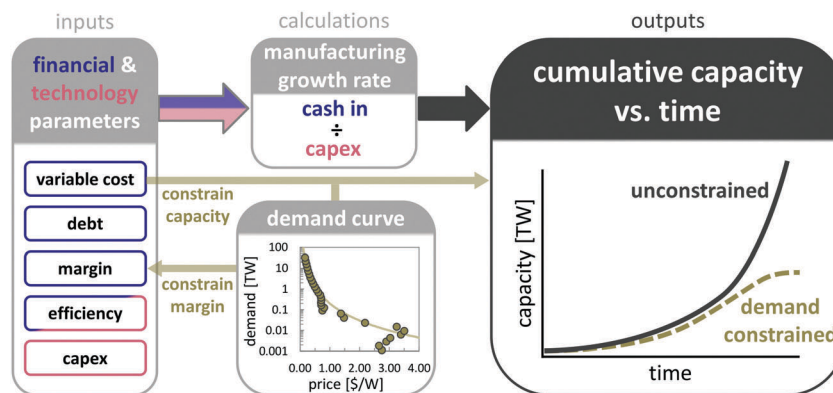 inputs
calculations
outputs
financial &
technology
parameters
variable cost
debt
margin
efficiency
capex
manufacturing
growth rate
cash in
÷
capex
constrain
capacity
constrain
margin
demand curve
demand [TW]
100
10
1
0.1
0.01
0.001
0.00 1.00 2.00 3.00 4.00
price [$/W]
cumulative capacity
vs. time
capacity [TW]
unconstrained
demand
constrained
time